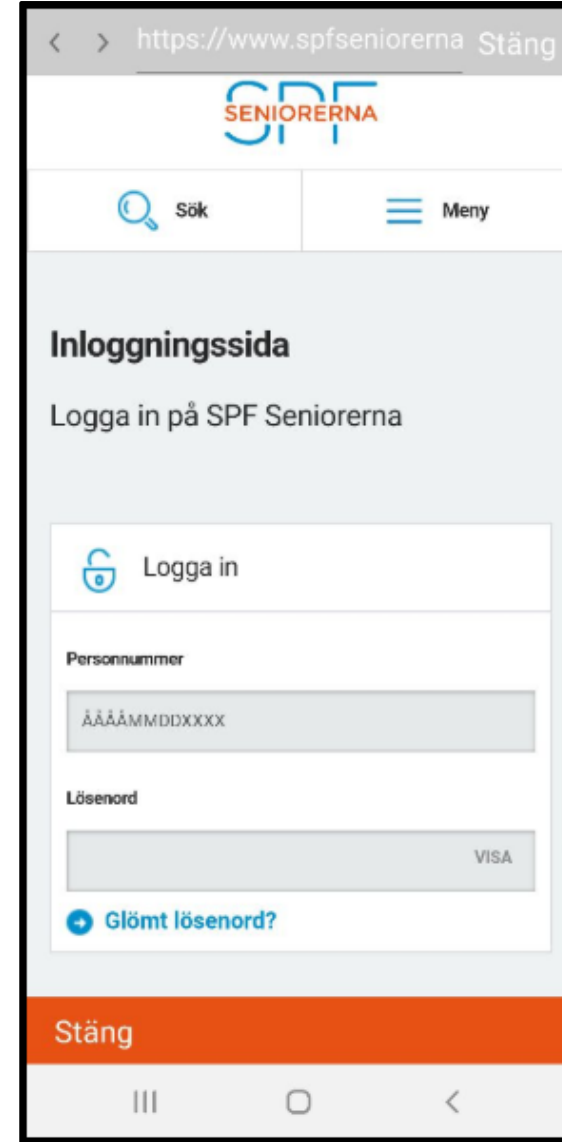 https://www.spfseniorerna Stäng
SPF
SENIORERNA
Sök Meny
Inloggningssida
Logga in på SPF Seniorerna
Logga in
Personnummer
ÅÅÅÅMMDDXXXX
Lösenord
VISA
Glömt lösenord?
Stäng